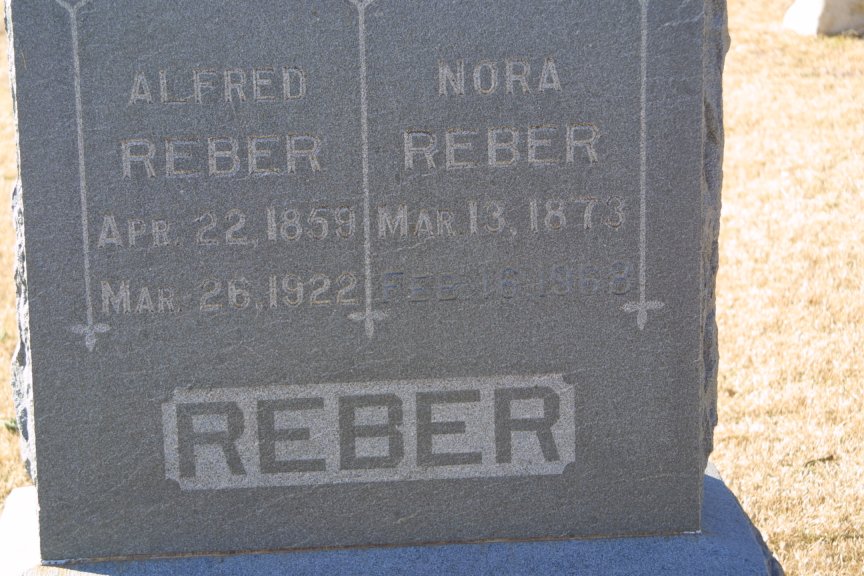 ALFRED
REBER
APR. 22, 1859
MAR. 26, 1922
NORA
REBER
MAR. 13, 1873
FEB. 16, 1968
REBER